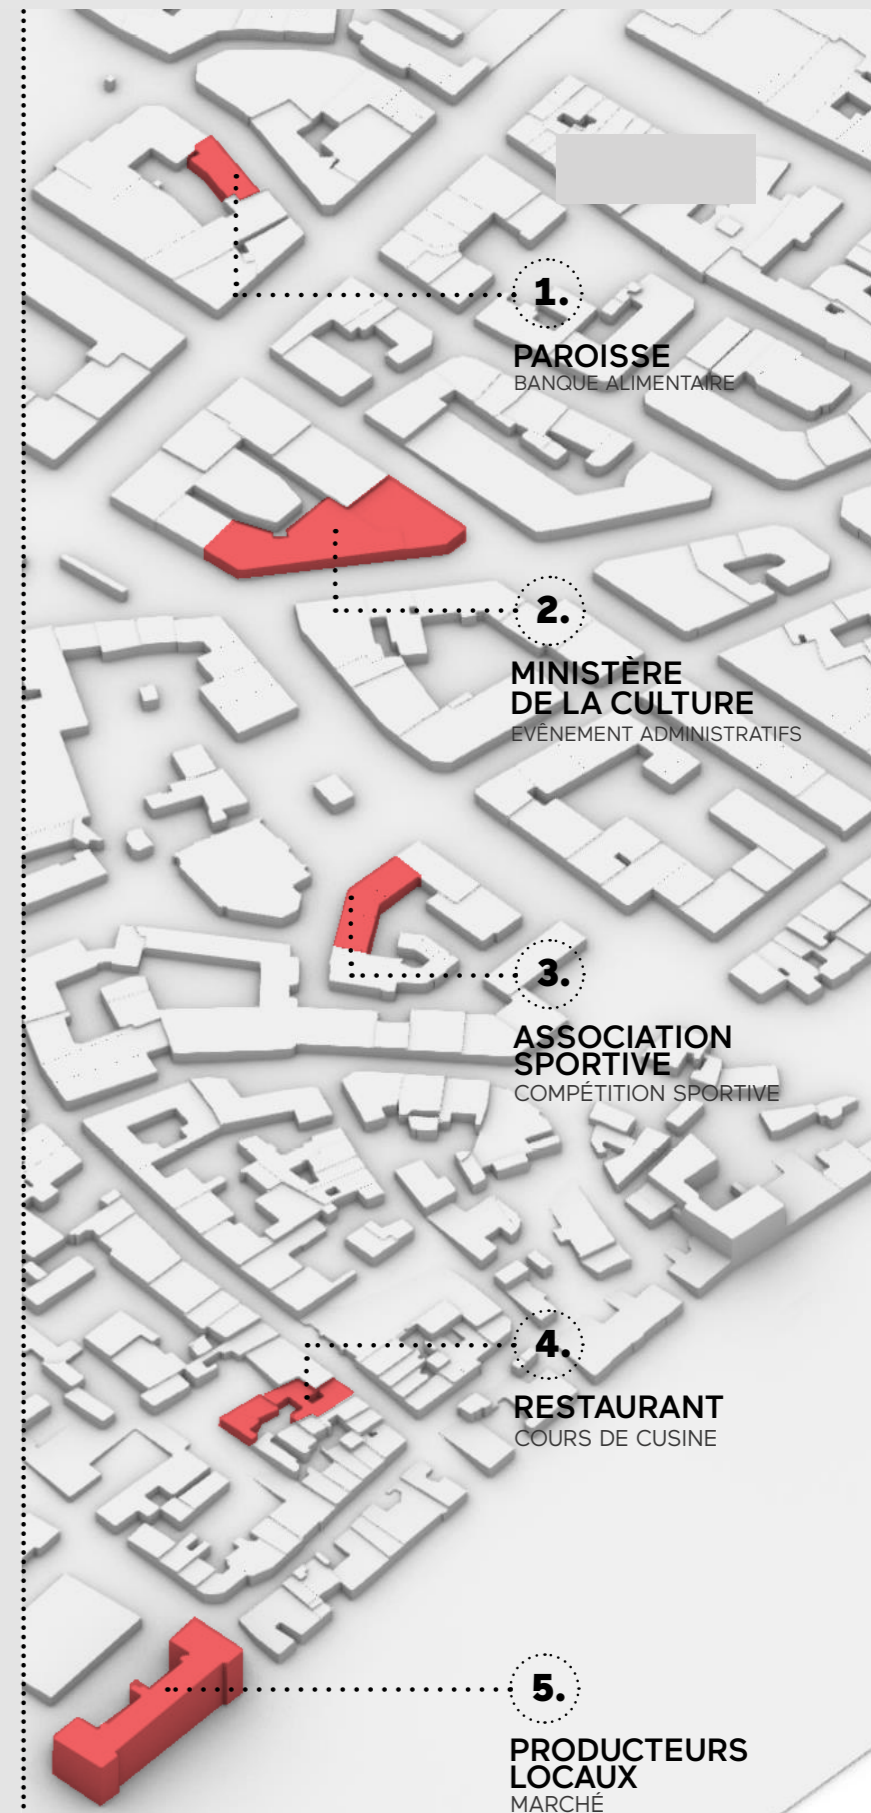 1.
PAROISSE
BANQUE ALIMENTAIRE
2.
MINISTÈRE
DE LA CULTURE
EVÊNEMENT ADMINISTRATIFS
3.
ASSOCIATION
SPORTIVE
COMPÉTITION SPORTIVE
4.
RESTAURANT
COURS DE CUSINE
5.
PRODUCTEURS
LOCAUX
MARCHÉ